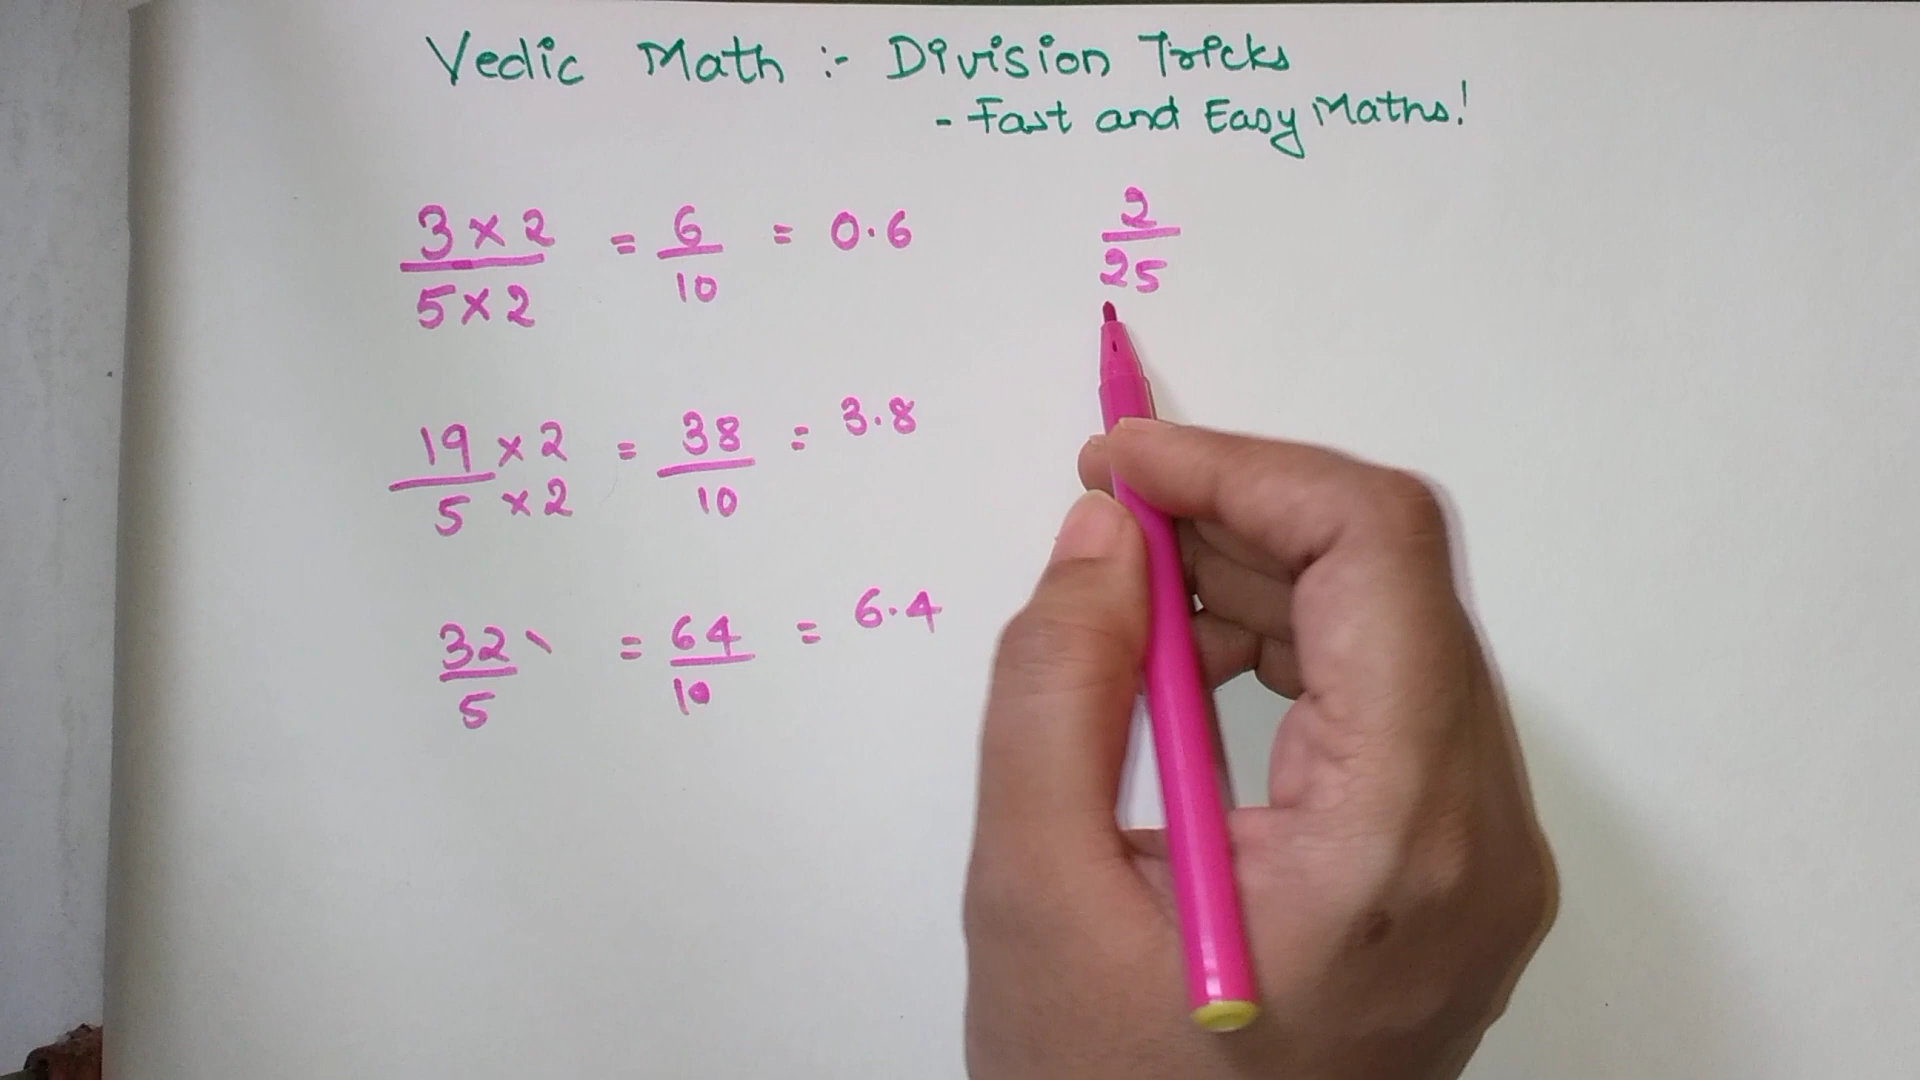 Vedic Math :- Division Tricks
- Fast and Easy Maths!
3 × 2 / 5 × 2 = 6 / 10 = 0.6
19 × 2 / 5 × 2 = 38 / 10 = 3.8
32 / 5 = 64 / 10 = 6.4
2 / 25